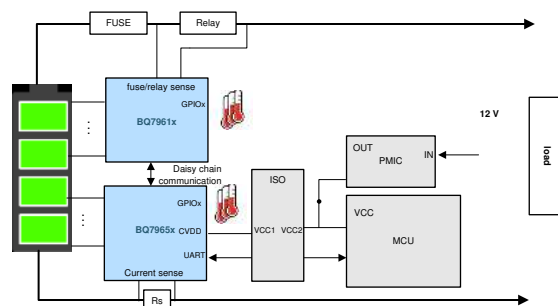 FUSE
Relay
fuse/relay sense
GPIOx
BQ7961x
12 V
load
OUT
PMIC
IN
Daisy chain
communication
ISO
GPIOx
BQ7965x
CVDD
VCC1
VCC2
VCC
MCU
UART
Current sense
Rs